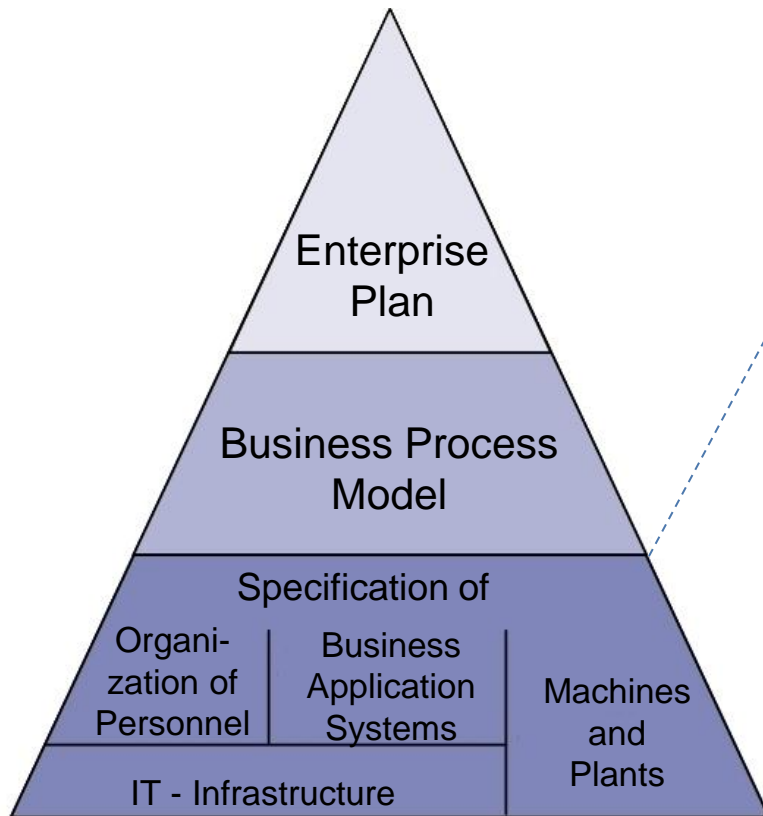 Enterprise
Plan
Business Process
Model
Specification of
Organi-
zation of
Personnel
Business
Application
Systems
Machines
and
Plants
IT - Infrastructure